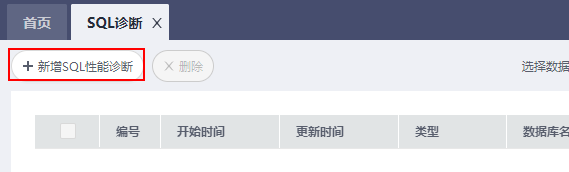 首页 SQL诊断 X
+ 新增SQL性能诊断 X 删除 选择数据
编号 开始时间 更新时间 类型 数据库名